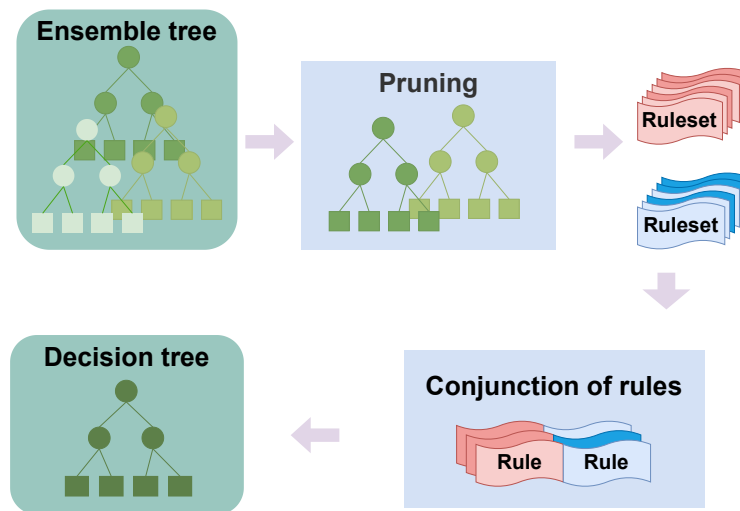 Ensemble tree
Pruning
Ruleset
Ruleset
Decision tree
Conjunction of rules
Rule
Rule